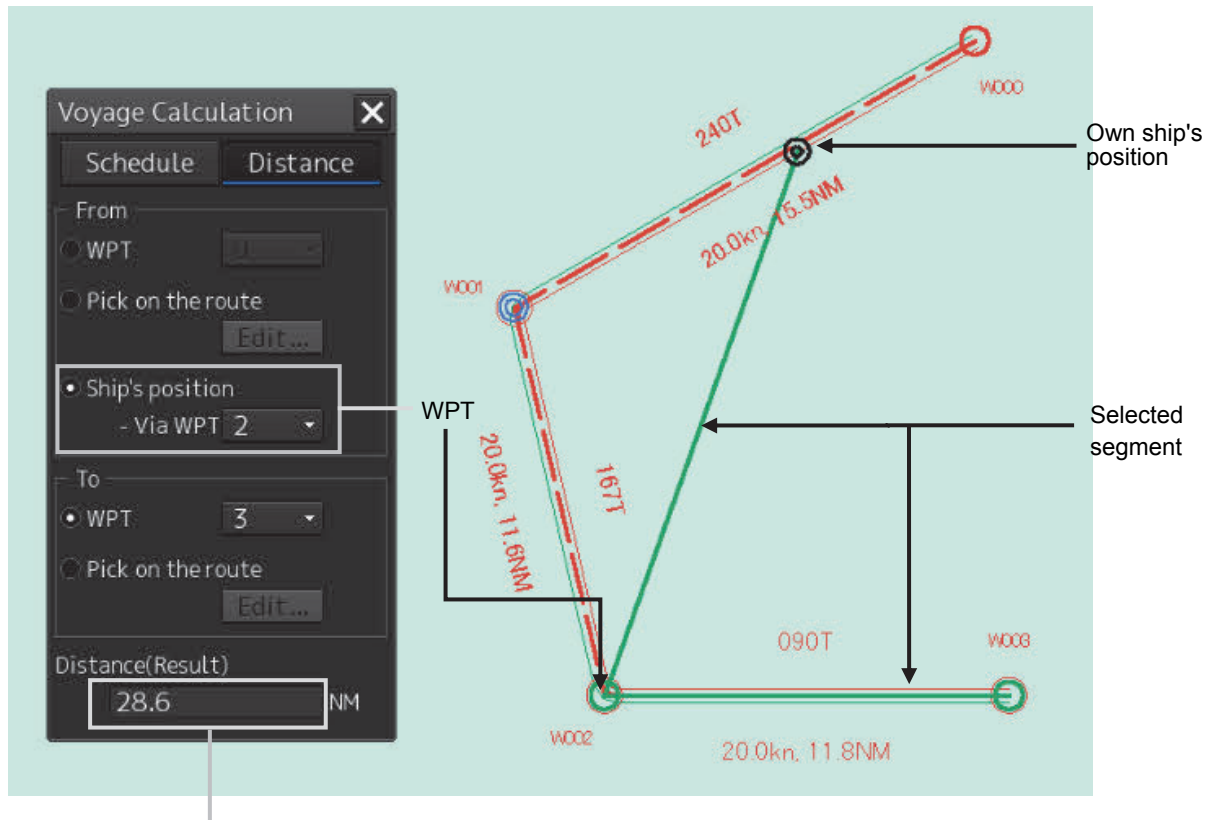 Voyage Calculation
Schedule Distance
From
WPT
Pick on the route
Edit...
Ship's position
- Via WPT 2
To
WPT 3
Pick on the route
Edit...
Distance(Result)
28.6 NM
W000
240T
Own ship's
position
20.0kn, 15.5NM
W001
WPT
Selected
segment
20.0kn, 11.6NM
167T
090T
W003
W002
20.0kn, 11.8NM